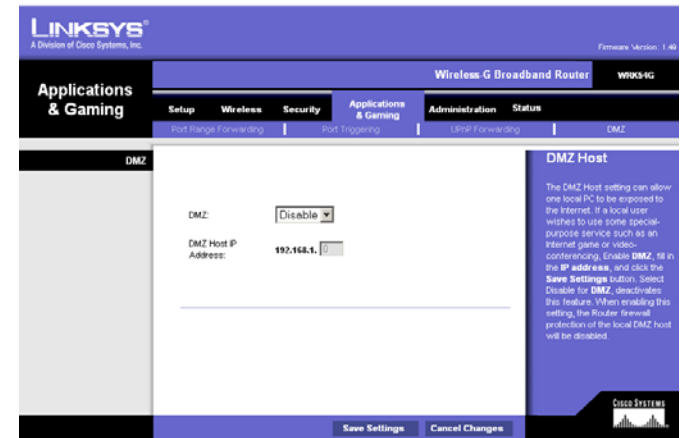 LINKSYS®
A Division of Cisco Systems, Inc.
Firmware Version: 1.49
Applications & Gaming
Wireless-G Broadband Router
WRK54G
Setup Wireless Security Applications & Gaming Administration Status
Port Range Forwarding Port Triggering UPnP Forwarding DMZ
DMZ
DMZ: Disable
DMZ Host IP Address: 192.168.1. 0
DMZ Host
The DMZ Host setting can allow
one local PC to be exposed to
the Internet. If a local user
wishes to use some special-
purpose service such as an
Internet game or video-
conferencing, Enable DMZ, fill in
the IP address, and click the
Save Settings button. Select
Disable for DMZ, deactivates
this feature. When enabling this
setting, the Router firewall
protection of the local DMZ host
will be disabled.
Save Settings Cancel Changes
CISCO SYSTEMS